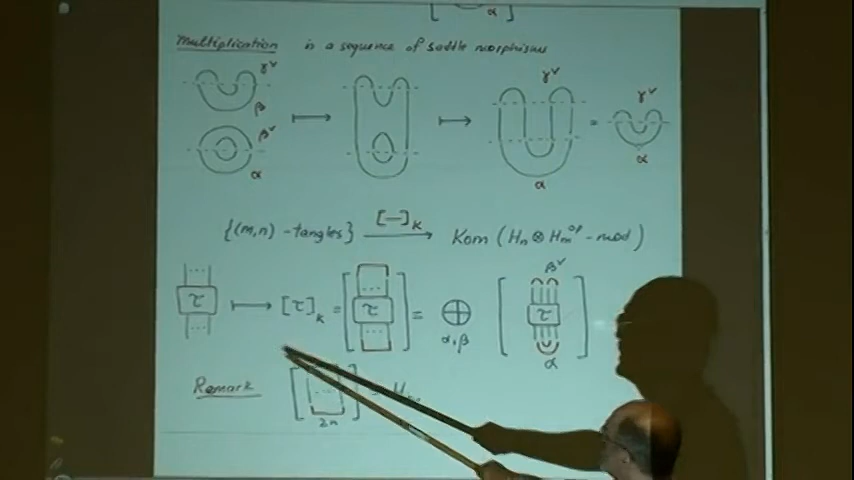 α
Multiplication is a sequence of saddle morphisms
γ∨
β
β∨
α
γ∨
α
=
γ∨
α
{(m,n) -tangles} [—]_K Kom (H_n ⊗ H_m^op - mod)
τ ↦ [τ]_K = [ τ ] = ⊕ α,β [ β∨ τ α ]
Remark [ 2n ] =